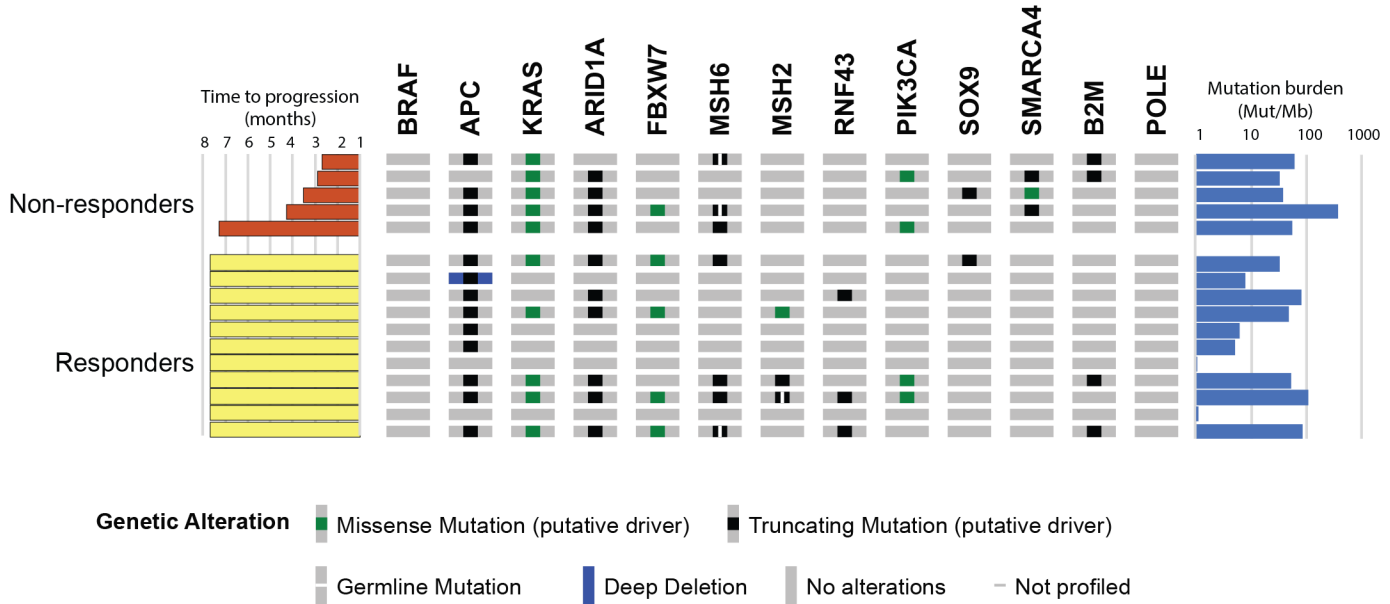 Time to progression
(months)
8 7 6 5 4 3 2 1
BRAF
APC
KRAS
ARID1A
FBXW7
MSH6
MSH2
RNF43
PIK3CA
SOX9
SMARCA4
B2M
POLE
Mutation burden
(Mut/Mb)
1 10 100 1000
Non-responders
Responders
Genetic Alteration
Missense Mutation (putative driver)
Truncating Mutation (putative driver)
Germline Mutation
Deep Deletion
No alterations
Not profiled